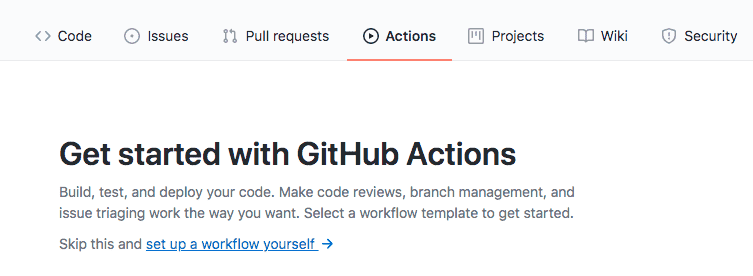 Code Issues Pull requests Actions Projects Wiki Security
Get started with GitHub Actions
Build, test, and deploy your code. Make code reviews, branch management, and
issue triaging work the way you want. Select a workflow template to get started.
Skip this and set up a workflow yourself →